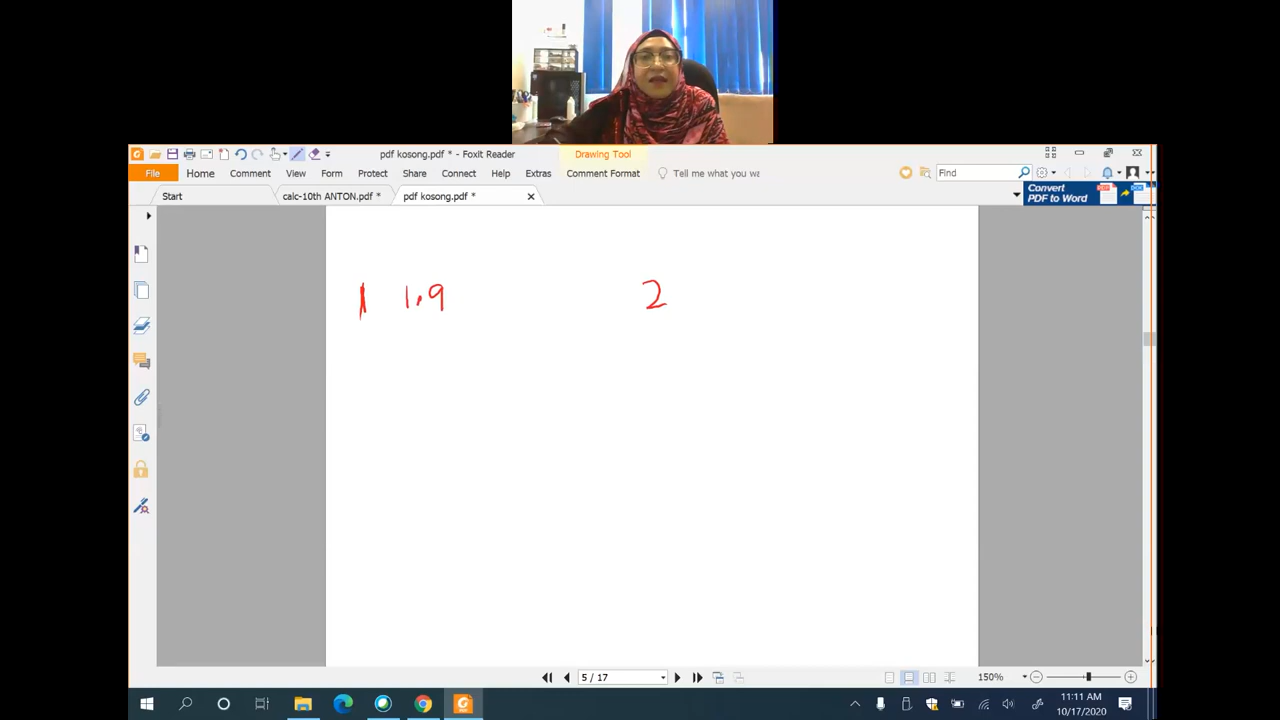 pdf kosong.pdf * - Foxit Reader
Drawing Tool
File Home Comment View Form Protect Share Connect Help Extras Comment Format Tell me what you wa Find
Start calc-10th ANTON.pdf * pdf kosong.pdf *
Convert
PDF to Word
1 1.9 2
5 / 17
150%
11:11 AM
10/17/2020